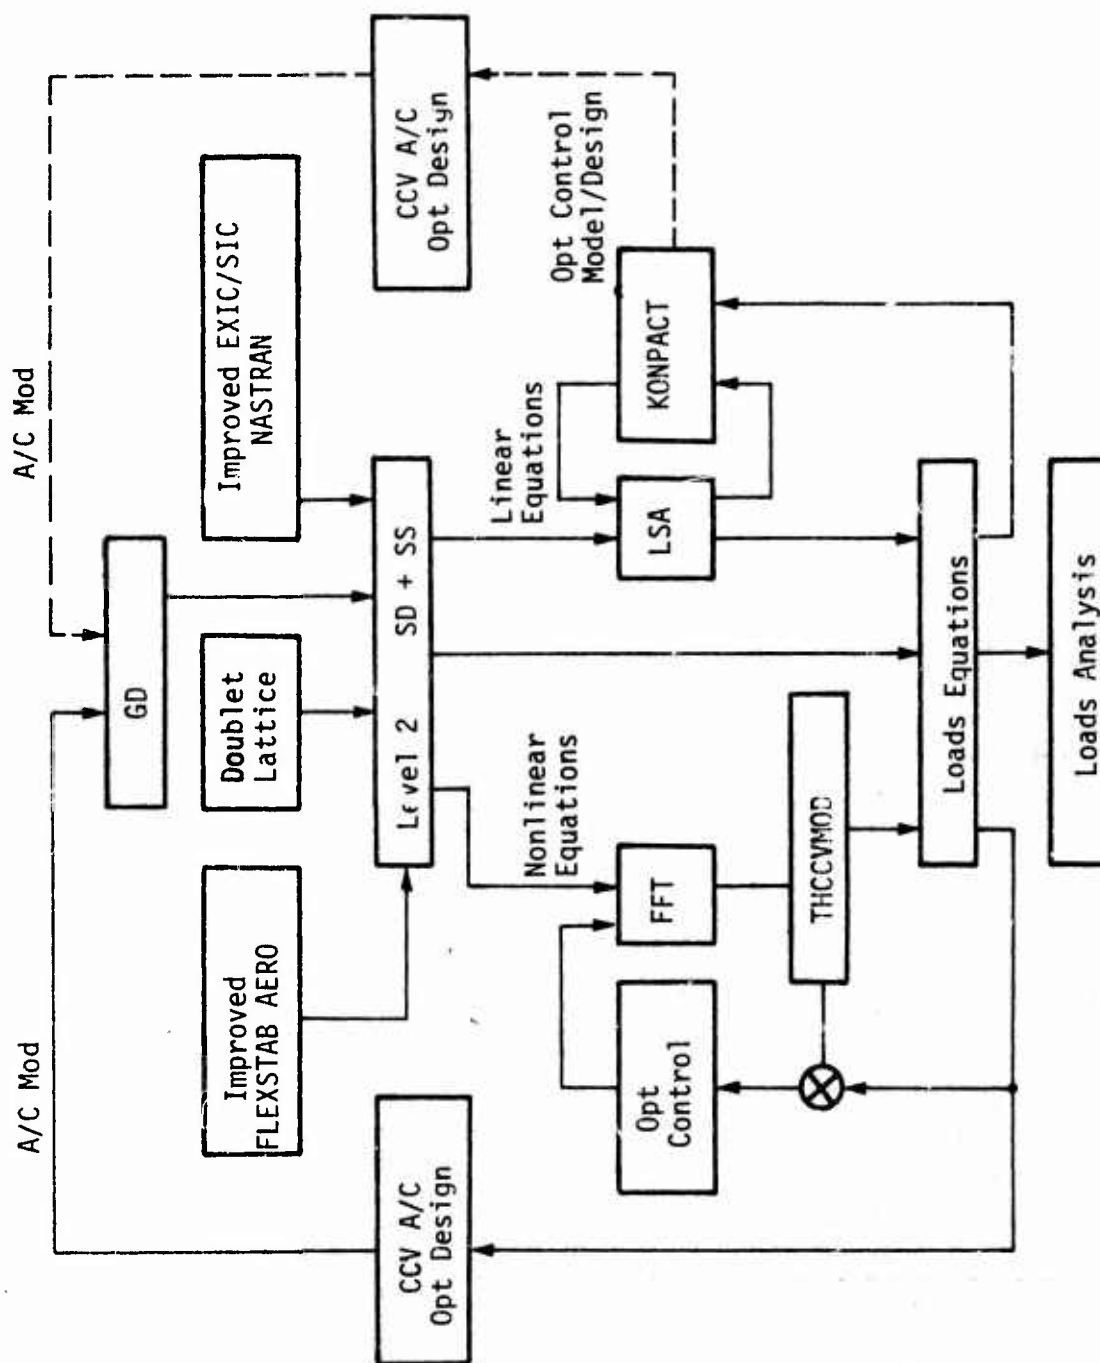 A/C Mod
A/C Mod
GD
Improved
FLEXSTAB AERO
Doublet
Lattice
Improved EXIC/SIC
NASTRAN
CCV A/C
Opt Design
Level 2 SD + SS
CCV A/C
Opt Design
Nonlinear
Equations
Linear
Equations
Opt Control
Model/Design
Opt
Control
FFT
LSA
KONPACT
THCCVMOD
Loads Equations
Loads Analysis